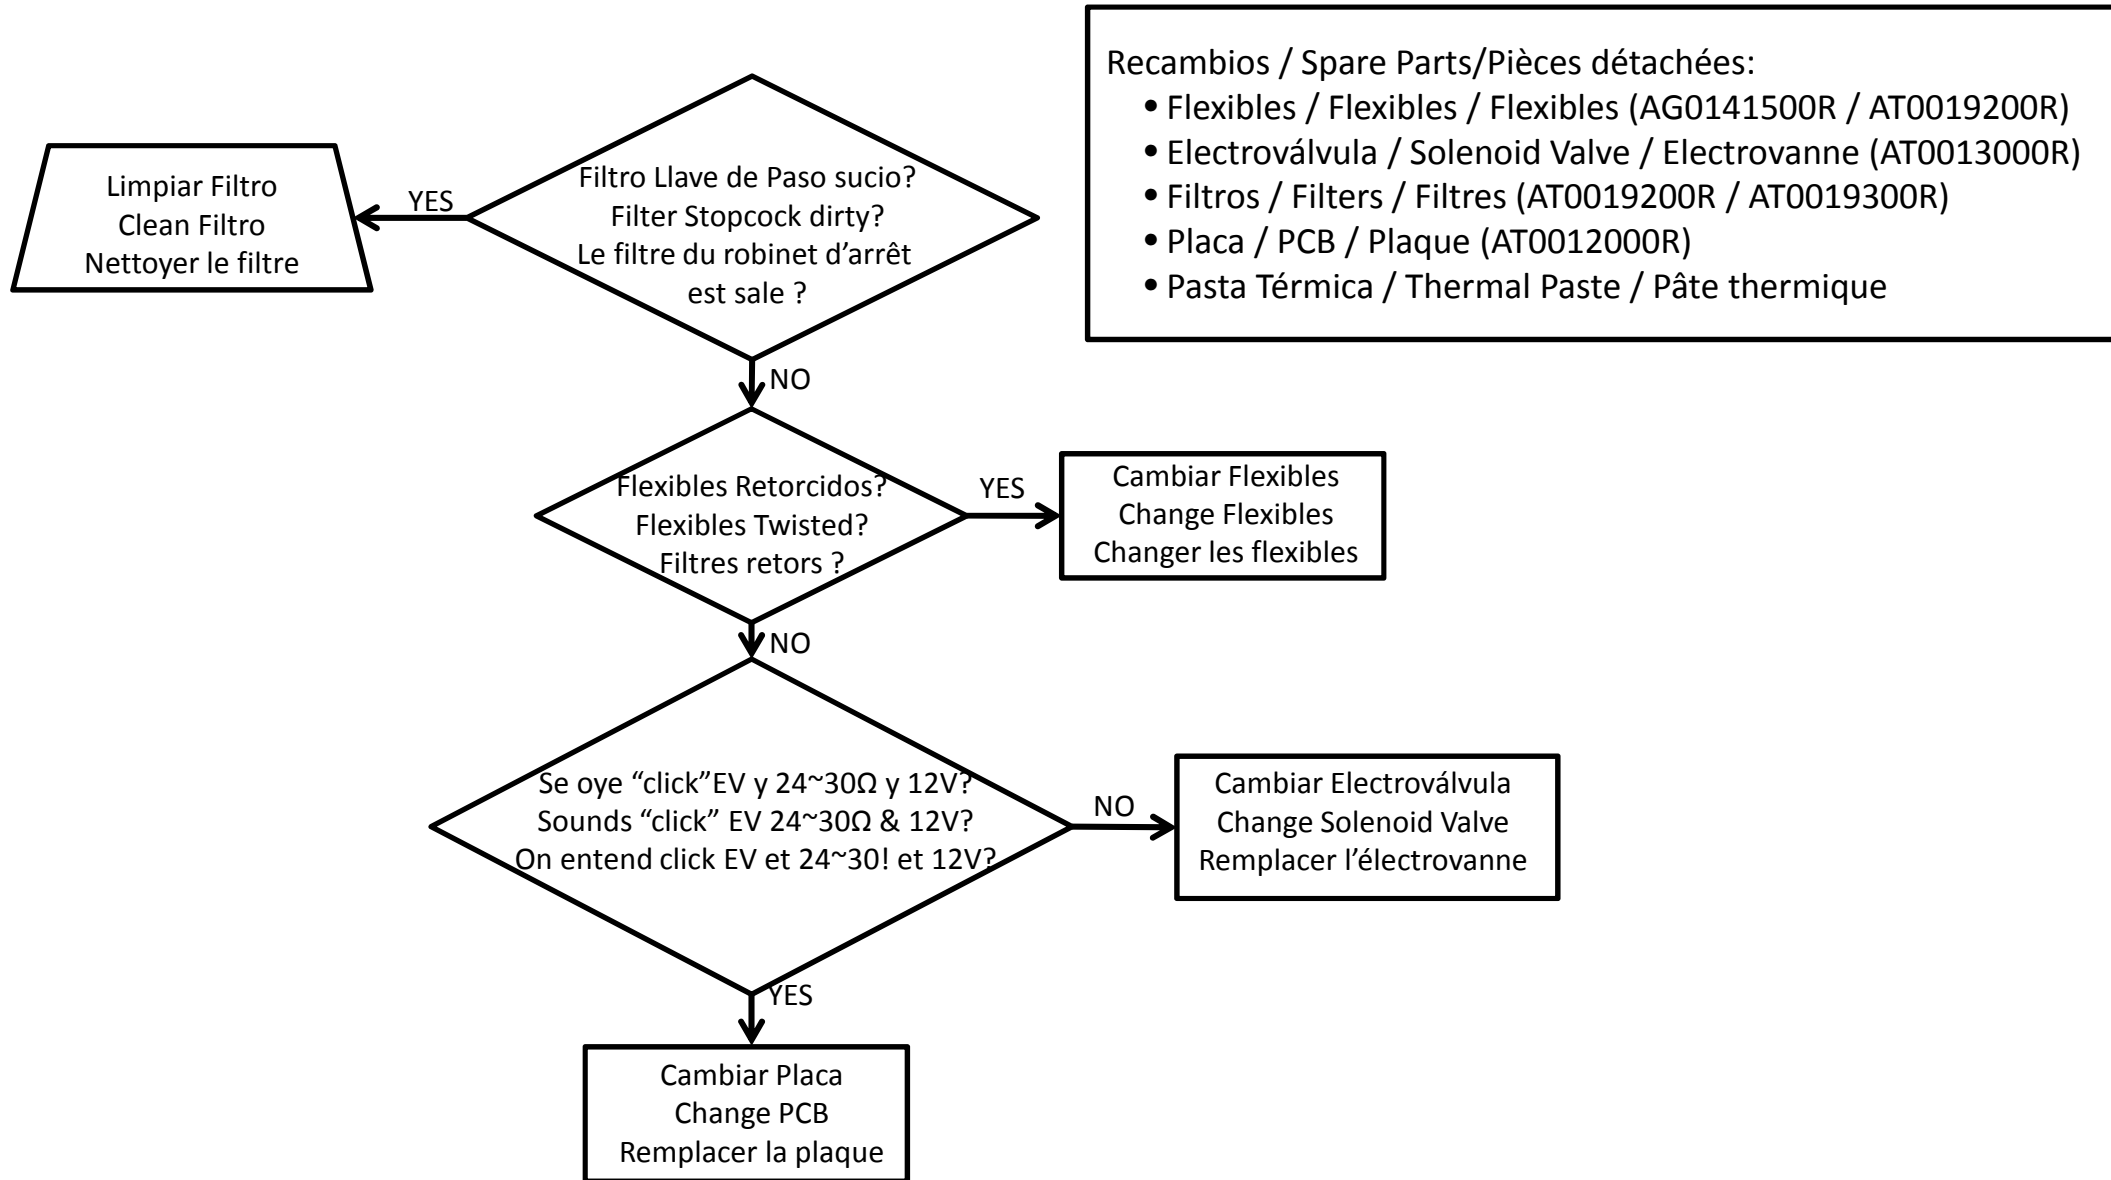 Recambios / Spare Parts/Pièces détachées:
• Flexibles / Flexibles / Flexibles (AG0141500R / AT0019200R)
• Electroválvula / Solenoid Valve / Electrovanne (AT0013000R)
• Filtros / Filters / Filtres (AT0019200R / AT0019300R)
• Placa / PCB / Plaque (AT0012000R)
• Pasta Térmica / Thermal Paste / Pâte thermique
Filtro Llave de Paso sucio?
Filter Stopcock dirty?
Le filtre du robinet d’arrêt
est sale ?
YES
Limpiar Filtro
Clean Filtro
Nettoyer le filtre
NO
Flexibles Retorcidos?
Flexibles Twisted?
Filtres retors ?
YES
Cambiar Flexibles
Change Flexibles
Changer les flexibles
NO
Se oye “click”EV y 24~30Ω y 12V?
Sounds “click” EV 24~30Ω & 12V?
On entend click EV et 24~30! et 12V?
NO
Cambiar Electroválvula
Change Solenoid Valve
Remplacer l’électrovanne
YES
Cambiar Placa
Change PCB
Remplacer la plaque